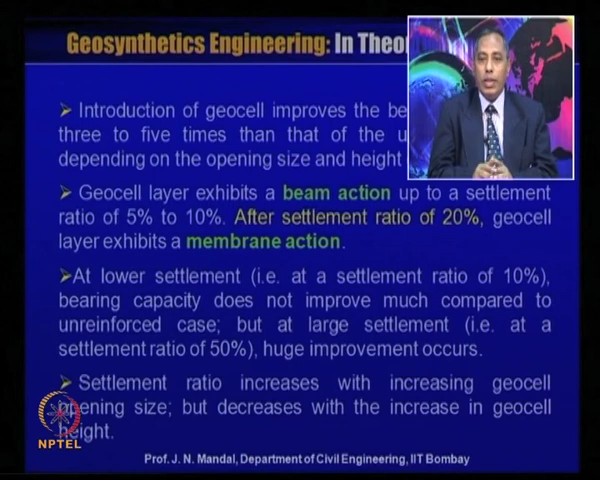 Geosynthetics Engineering: In Theor
➢ Introduction of geocell improves the be
three to five times than that of the u
depending on the opening size and height
➢ Geocell layer exhibits a beam action up to a settlement
ratio of 5% to 10%. After settlement ratio of 20%, geocell
layer exhibits a membrane action.
➢At lower settlement (i.e. at a settlement ratio of 10%),
bearing capacity does not improve much compared to
unreinforced case; but at large settlement (i.e. at a
settlement ratio of 50%), huge improvement occurs.
➢ Settlement ratio increases with increasing geocell
opening size; but decreases with the increase in geocell
height.
NPTEL
Prof. J. N. Mandal, Department of Civil Engineering, IIT Bombay